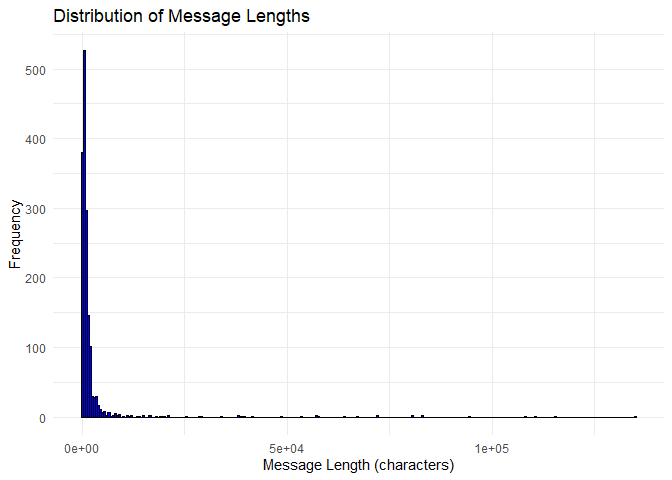 Distribution of Message Lengths
500
400
300
200
100
0
Frequency
0e+00 5e+04 1e+05
Message Length (characters)